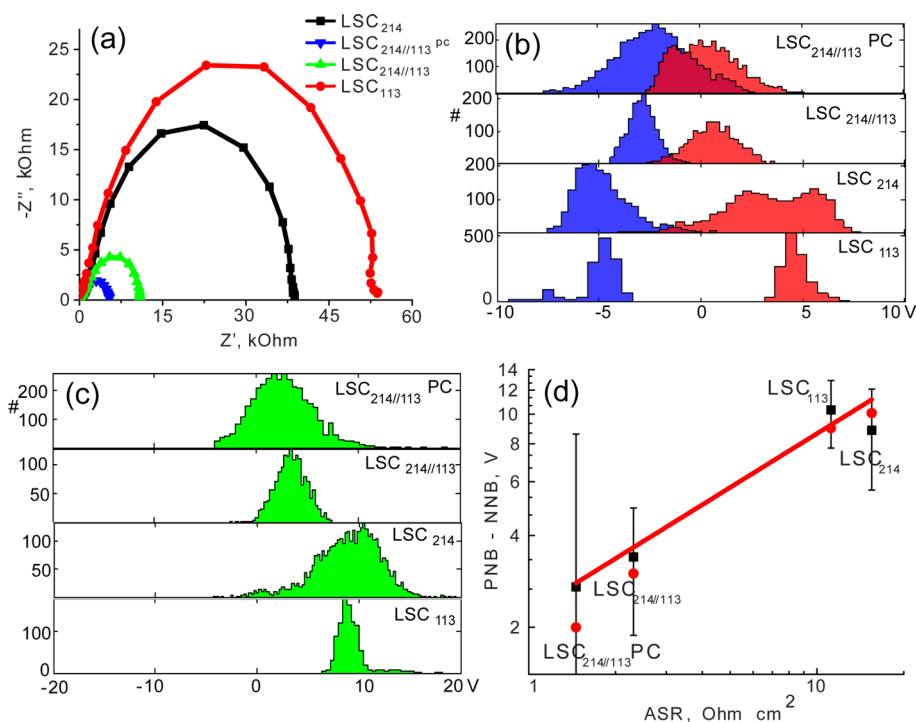 (a)
LSC214
LSC214//113 pc
LSC214//113
LSC113
-Z'', kOhm
25
20
15
10
5
0
0 15 30 45 60
Z', kOhm
(b)
LSC214//113 PC
LSC 214//113
LSC 214
LSC 113
#
200
100
200
100
200
100
500
0
-10 -5 0 5 10 V
(c)
LSC214//113 PC
LSC 214//113
LSC 214
LSC 113
#
200
100
100
50
100
50
100
0
-20 -10 0 10 20 V
(d)
PNB - NNB, V
14
12
10
8
6
4
2
LSC113
LSC214
LSC214//113
LSC214//113 PC
1 10
ASR, Ohm cm2